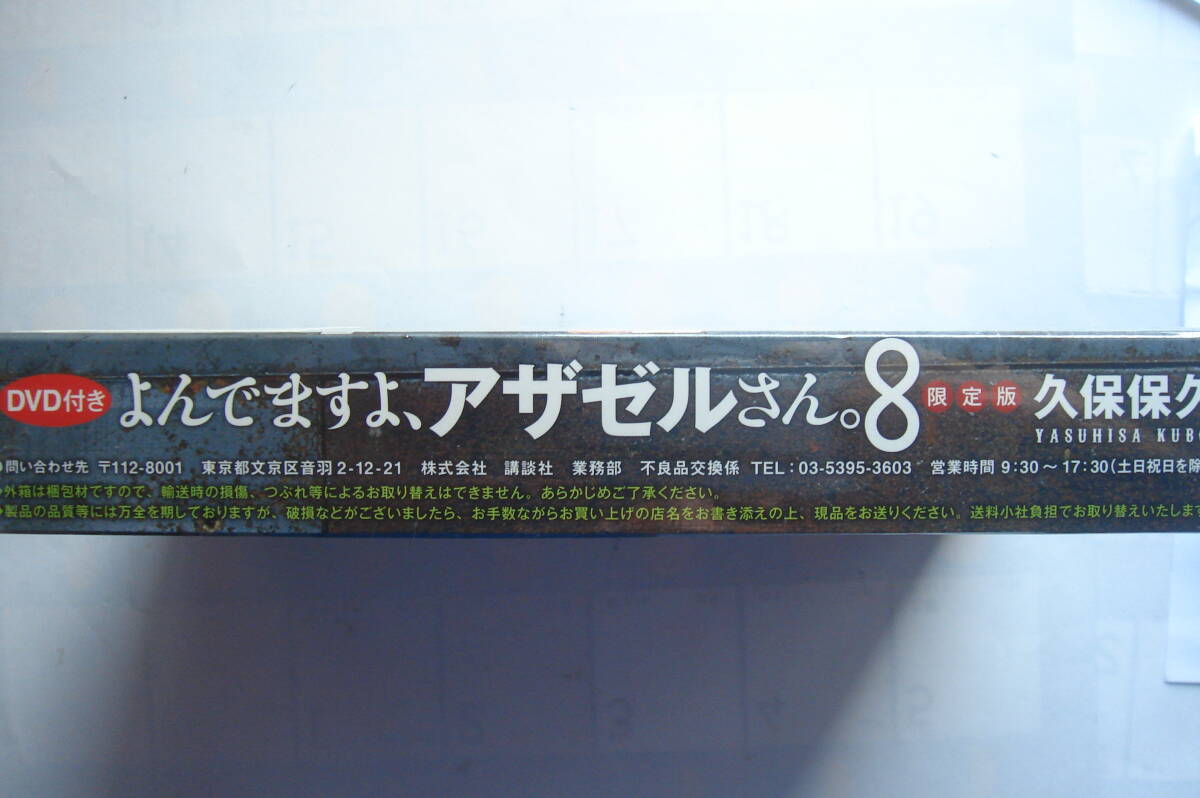 DVD付き よんでますよ、アザゼルさん。8 限定版 久保保久
YASUHISA KUBO
問い合わせ先 〒112-8001 東京都文京区音羽2-12-21 株式会社 講談社 業務部 不良品交換係 TEL:03-5395-3603 営業時間 9:30〜17:30(土日祝日を除
◆外箱は梱包材ですので、輸送時の損傷、つぶれ等によるお取り替えはできません。あらかじめご了承ください。
◆製品の品質等には万全を期しておりますが、破損などがございましたら、お手数ながらお買い上げの店名をお書き添えの上、現品をお送りください。送料小社負担でお取り替えいたします